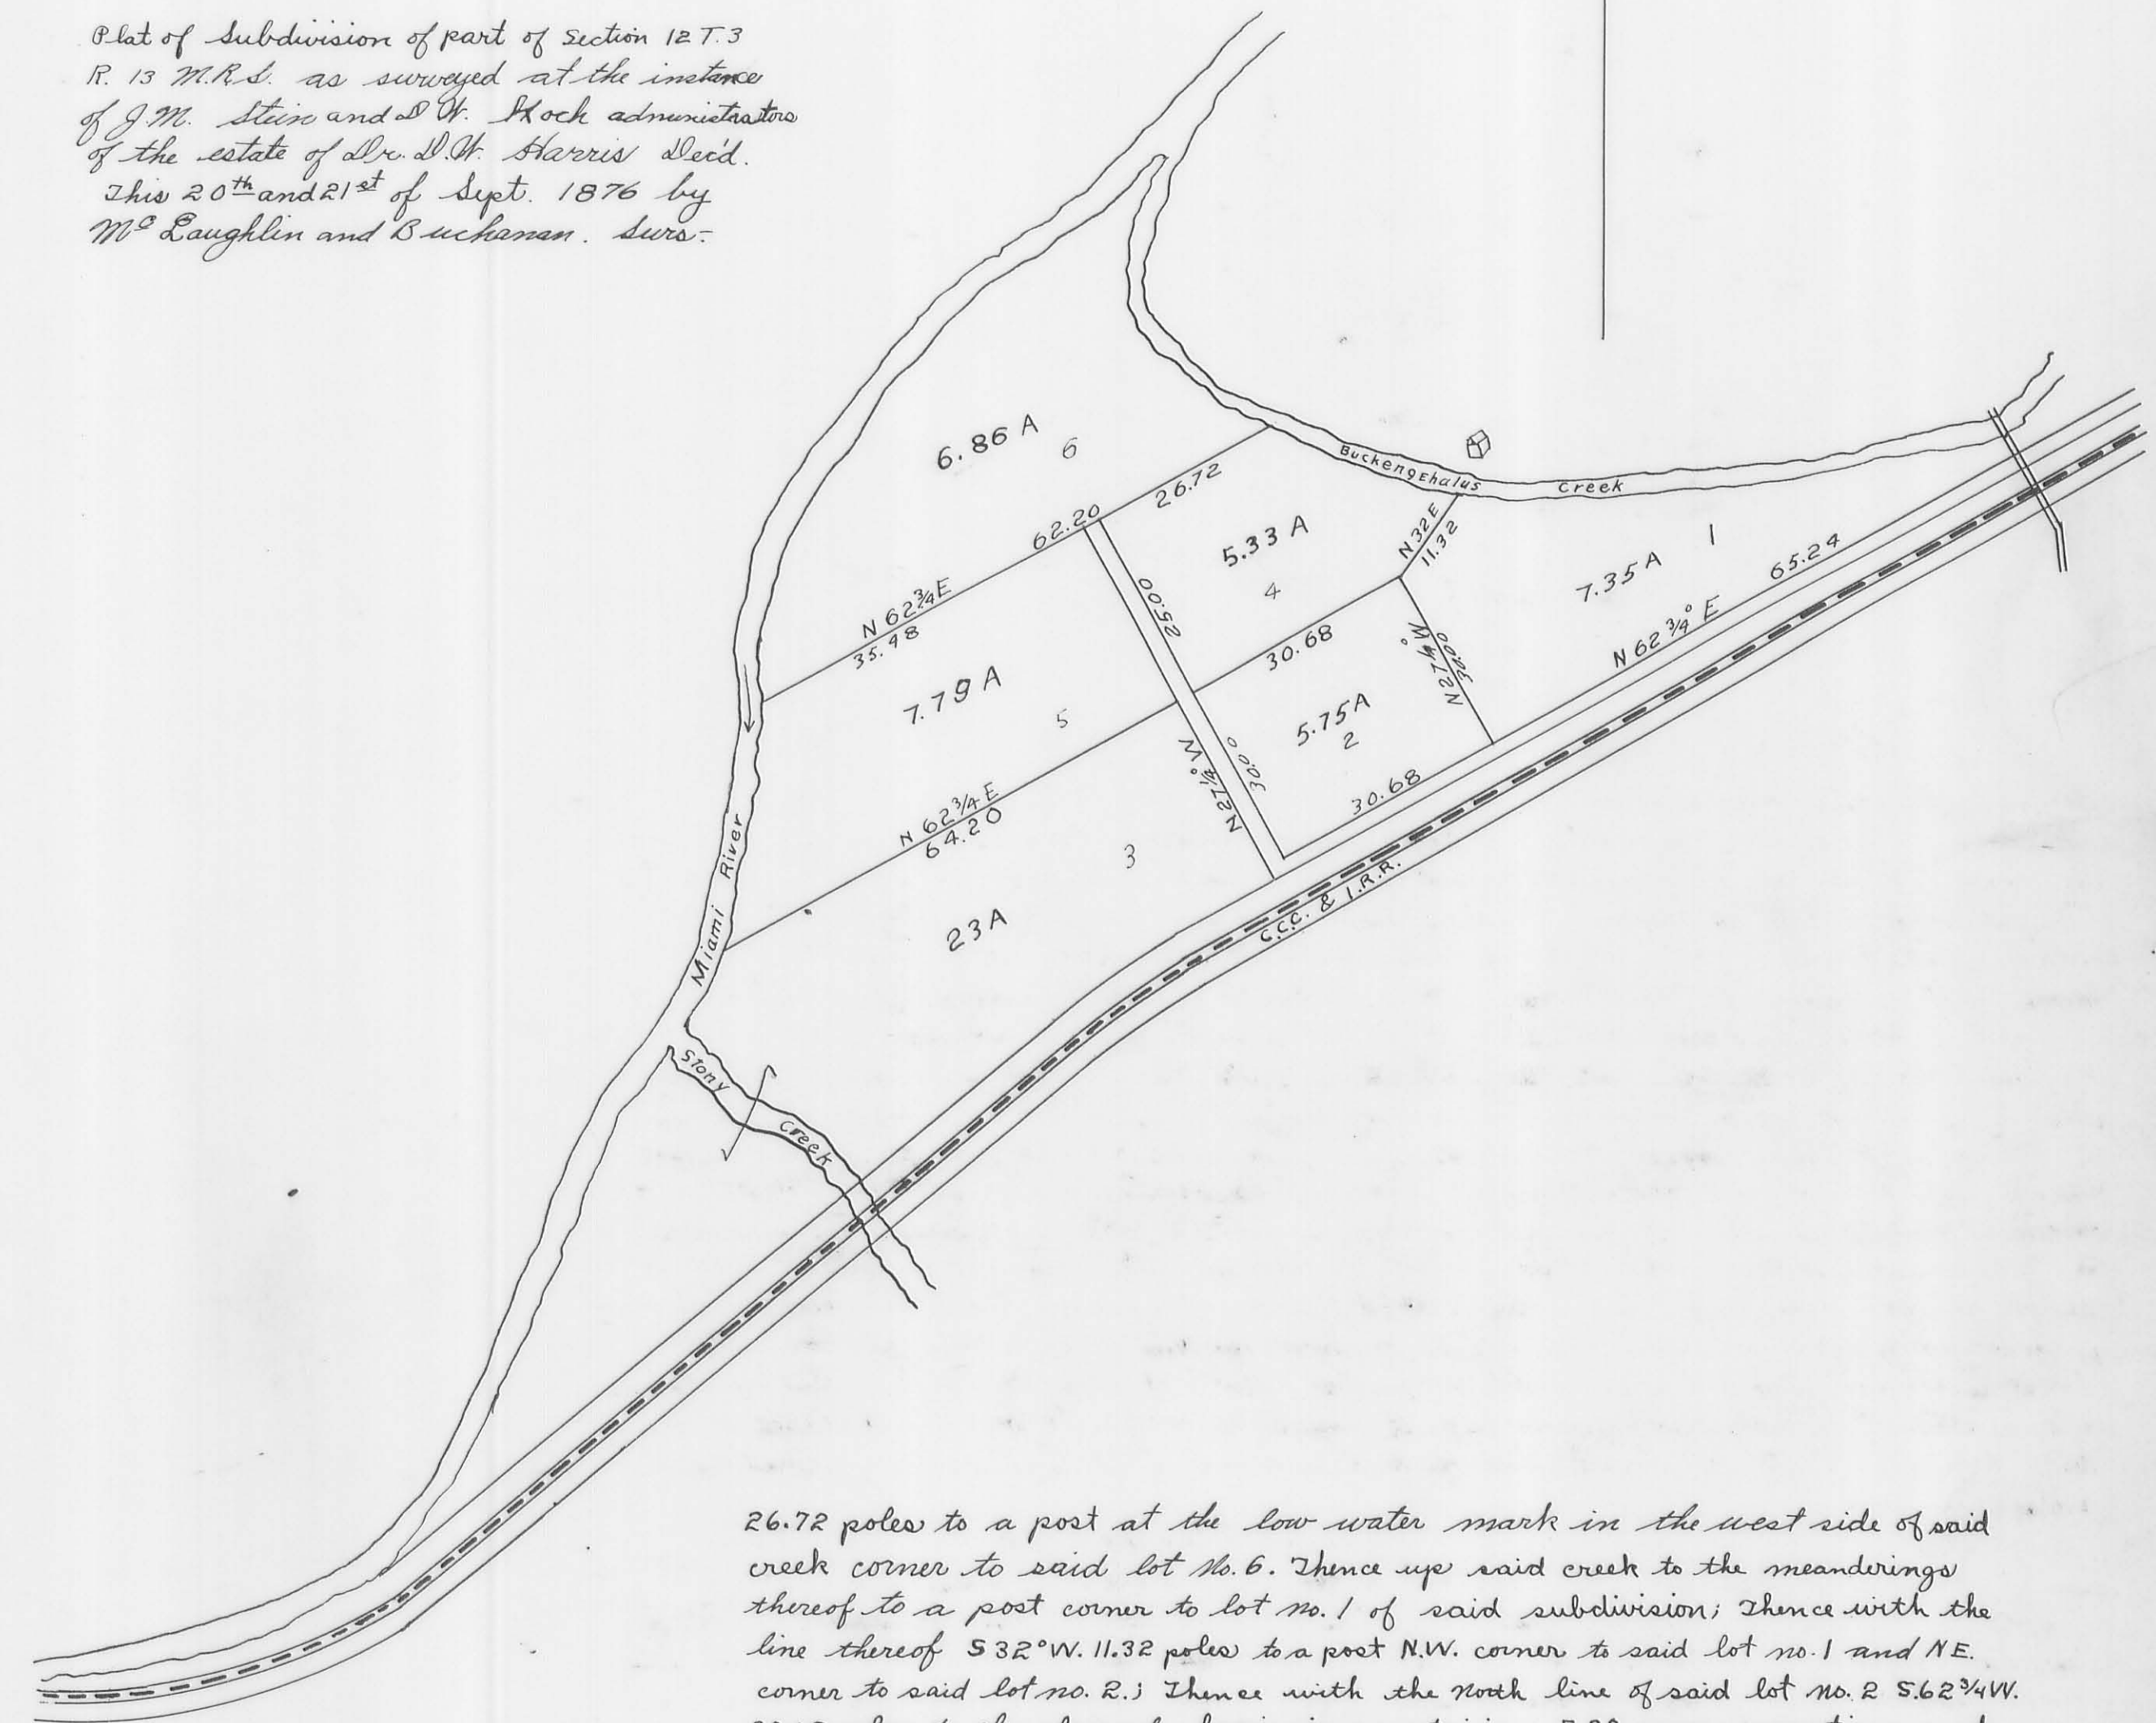 Plat of Subdivision of part of Section 12 T. 3
R. 13 M.R.S. as surveyed at the instance
of J.M. Stein and D W. Koch administrators
of the estate of Dr. D.W. Harris Dec'd.
This 20th and 21st of Sept. 1876 by
Mc Laughlin and Buchanan. Surs-
6.86 A
6
26.72
62.20
N 62 3/4 E
35.48
Buckengehalus Creek
5.33 A
4
N 32 E
11.32
1
7.35 A
65.24
N 62 3/4° E
25.00
30.68
N 27 1/4° W
30.00
7.79 A
5
5.75 A
2
30.68
N 27 1/4° W
30.00
N 62 3/4 E
64.20
3
23 A
C.C.C. & I.R.R.
Miami River
Stony Creek
26.72 poles to a post at the low water mark in the west side of said
creek corner to said lot No. 6. Thence up said creek to the meanderings
thereof to a post corner to lot no. 1 of said subdivision; Thence with the
line thereof S 32° W. 11.32 poles to a post N.W. corner to said lot no. 1 and N E.
corner to said lot no. 2.; Thence with the North line of said lot no. 2 S. 62 3/4 W.